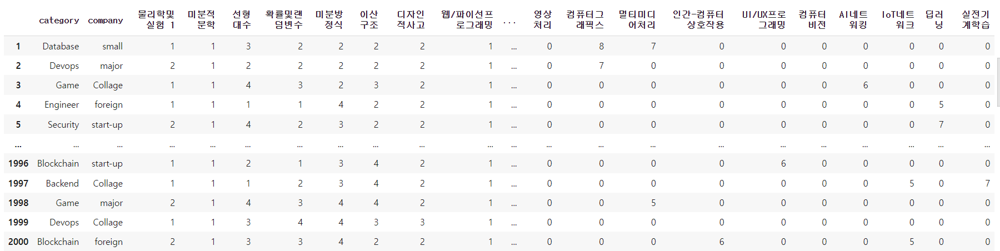 category company 물리학및실험 1 미분적분학 선형대수 확률및랜덤변수 미분방정식 이산구조 디자인적사고 웹/파이선프로그래밍 ... 영상처리 컴퓨터그래픽스 멀티미디어처리 인간-컴퓨터상호작용 UI/UX프로그래밍 컴퓨터비전 AI네트워킹 IoT네트워크 딥러닝 실전기계학습
1 Database small 1 1 3 2 2 2 2 1 ... 0 8 7 0 0 0 0 0 0 0
2 Devops major 2 1 2 2 2 2 2 1 ... 0 7 0 0 0 0 0 0 0 0
3 Game Collage 1 1 4 3 2 3 2 1 ... 0 0 0 0 0 0 6 0 0 0
4 Engineer foreign 1 1 1 1 4 2 2 1 ... 0 0 0 0 0 0 0 0 5 0
5 Security start-up 2 1 4 2 3 2 2 1 ... 0 0 0 0 0 0 0 0 7 0
... ... ... ... ... ... ... ... ... ... ... ... ... ... ... ... ... ... ... ... ... ...
1996 Blockchain start-up 1 1 2 1 3 4 2 1 ... 0 0 0 0 6 0 0 0 0 0
1997 Backend Collage 1 1 1 2 3 4 2 1 ... 0 0 0 0 0 0 0 5 0 7
1998 Game major 2 1 4 3 4 4 2 1 ... 0 0 5 0 0 0 0 0 0 0
1999 Devops Collage 1 1 3 4 4 3 3 1 ... 0 0 0 0 0 0 0 0 0 0
2000 Blockchain foreign 2 1 3 3 4 2 2 1 ... 0 0 0 6 0 0 0 5 0 0